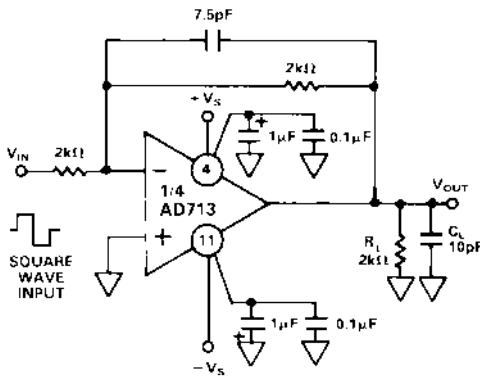 7.5pF
2kΩ
+VS
+
1μF
0.1μF
VIN
2kΩ
−
4
1/4
AD713
VOUT
+
11
RL
2kΩ
CL
10pF
SQUARE
WAVE
INPUT
1μF
0.1μF
+
−VS